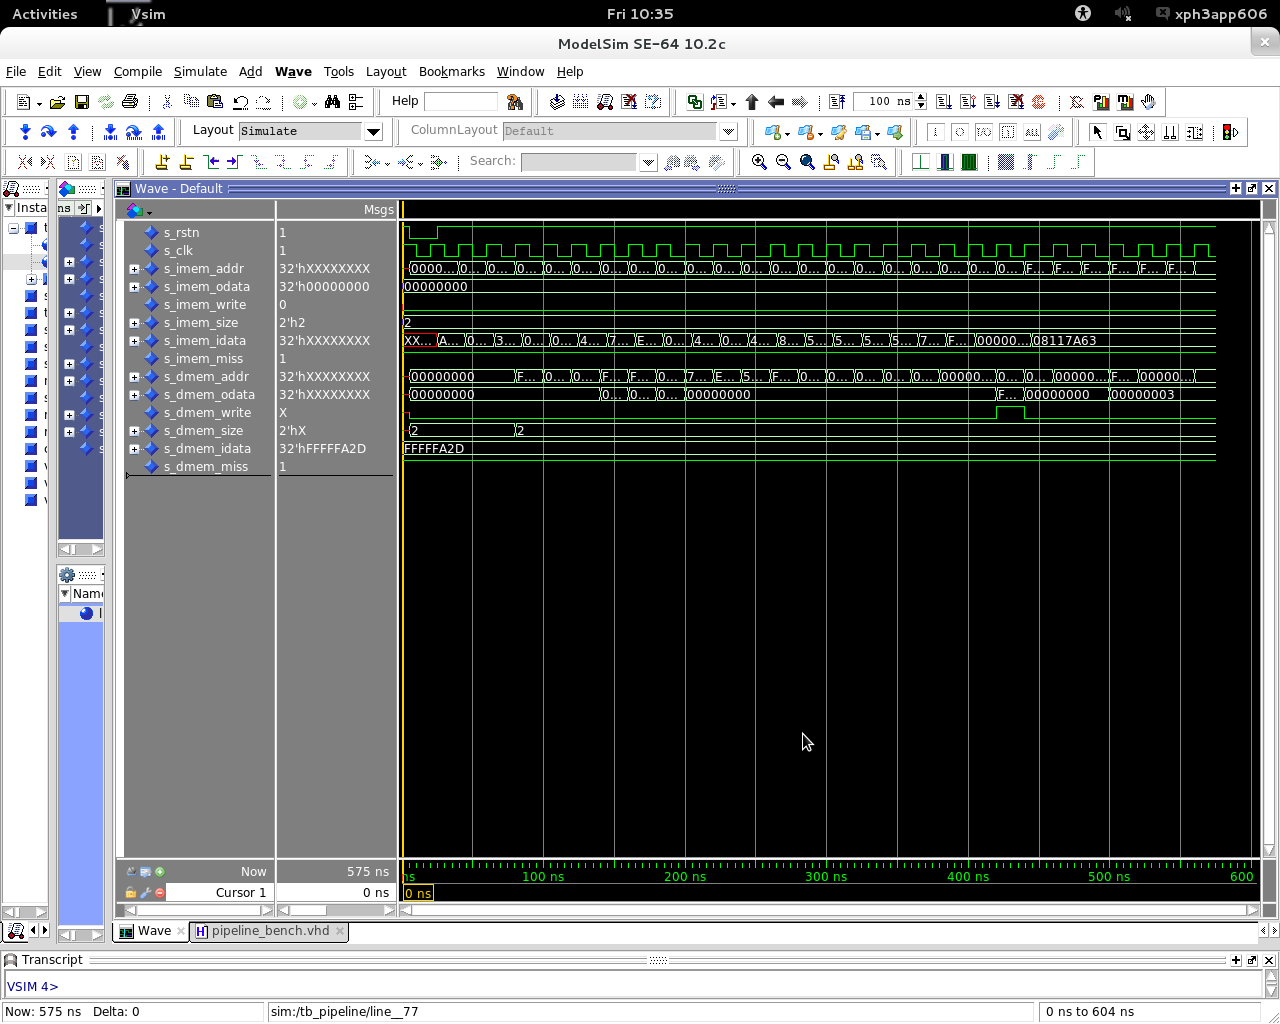 Activities Vsim Fri 10:35 xph3app606
ModelSim SE-64 10.2c
File Edit View Compile Simulate Add Wave Tools Layout Bookmarks Window Help
Help 100 ns
Layout Simulate ColumnLayout Default
Search:
Wave - Default
Insta ns Msgs
s_rstn 1
s_clk 1
s_imem_addr 32'hXXXXXXXX 0000... 0... 0... 0... 0... 0... 0... 0... 0... 0... 0... 0... 0... 0... 0... 0... 0... 0... 0... 0... F... F... F... F... F... F...
s_imem_odata 32'h00000000 00000000
s_imem_write 0
s_imem_size 2'h2 2
s_imem_idata 32'hXXXXXXXX XX... A... 0... 3... 0... 0... 4... 7... E... 0... 4... 0... 4... 8... 5... 5... 5... 5... 7... F... 00000... 08117A63
s_imem_miss 1
s_dmem_addr 32'hXXXXXXXX 00000000 F... 0... 0... F... F... 0... 7... E... 5... F... 0... 0... 0... 0... 0... 00000... 0... 0... 00000... F... 00000...
s_dmem_odata 32'hXXXXXXXX 00000000 0... 0... 0... 00000000 F... 00000000 00000003
s_dmem_write X
s_dmem_size 2'hX 2 2
s_dmem_idata 32'hFFFFFA2D FFFFFA2D
s_dmem_miss 1
Name
Now 575 ns ns 100 ns 200 ns 300 ns 400 ns 500 ns 600
Cursor 1 0 ns 0 ns
Wave pipeline_bench.vhd
Transcript
VSIM 4>
Now: 575 ns Delta: 0 sim:/tb_pipeline/line__77 0 ns to 604 ns